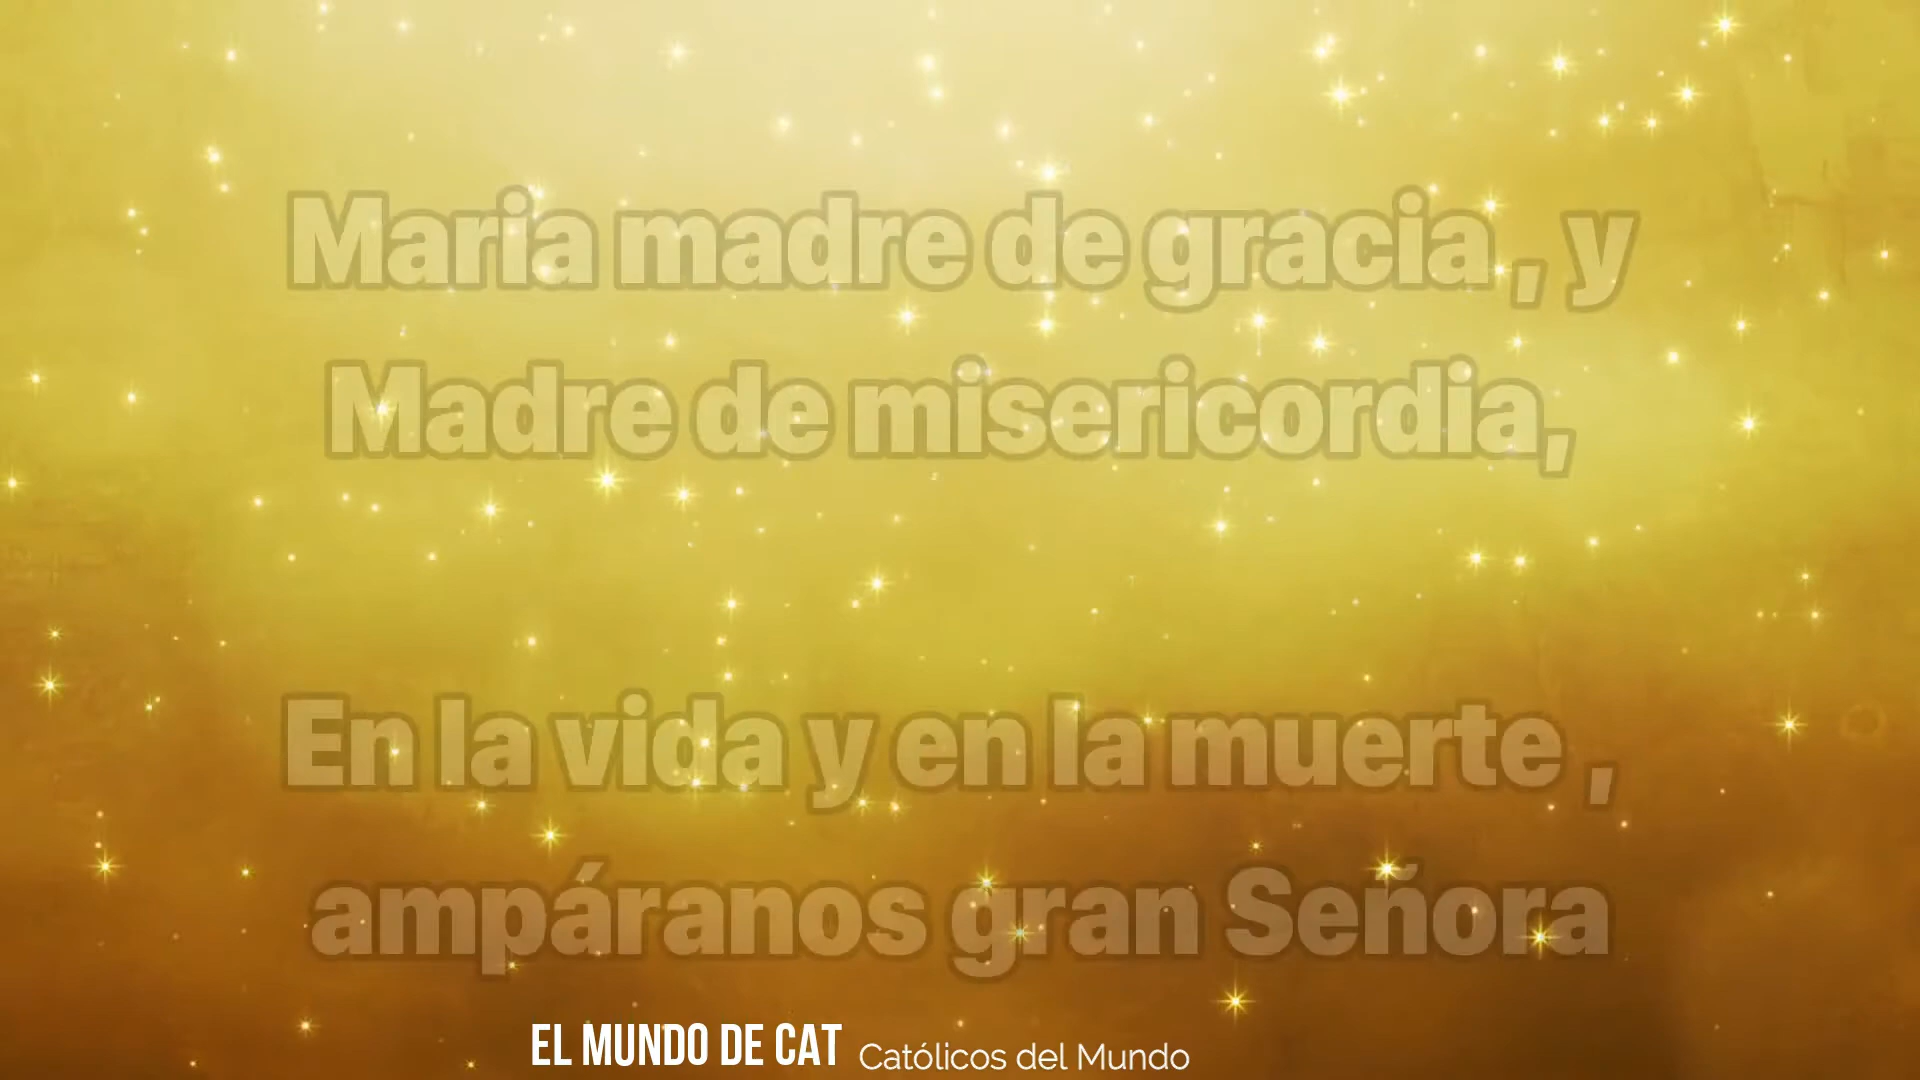 Maria madre de gracia , y
Madre de misericordia,
En la vida y en la muerte ,
ampáranos gran Señora
EL MUNDO DE CAT Católicos del Mundo